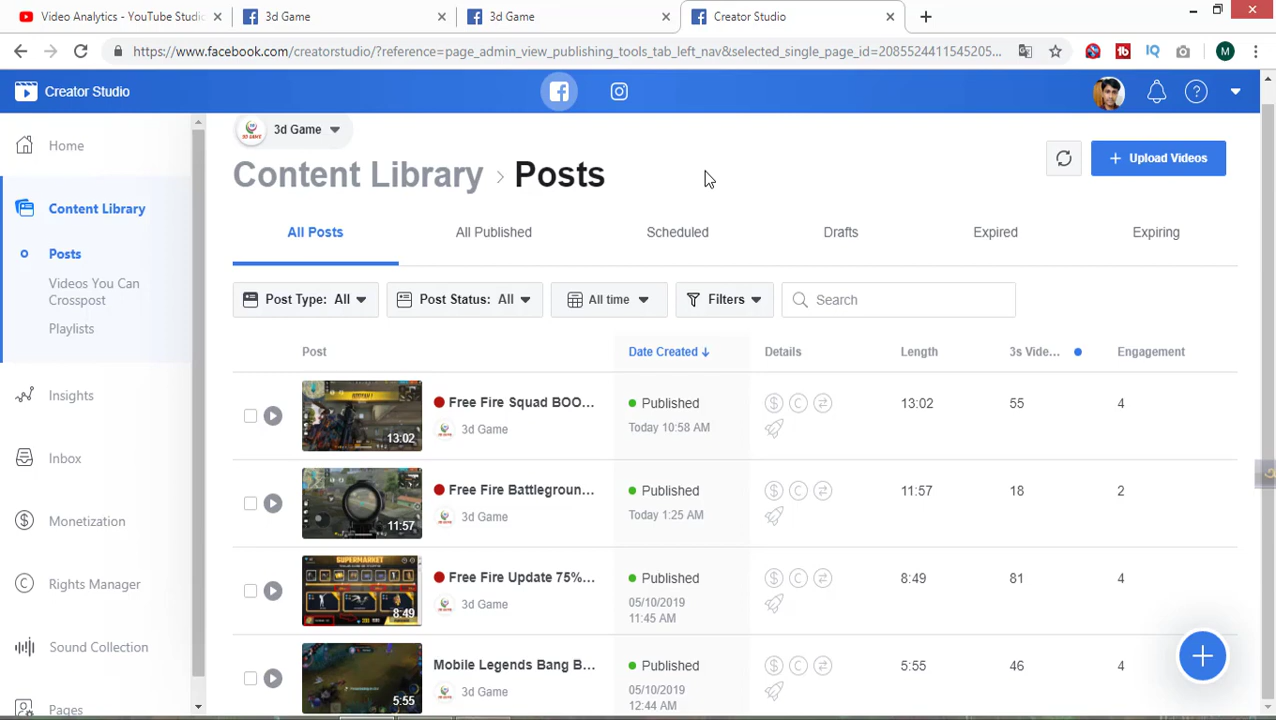 Video Analytics - YouTube Studio
3d Game
3d Game
Creator Studio
https://www.facebook.com/creatorstudio/?reference=page_admin_view_publishing_tools_tab_left_nav&selected_single_page_id=2085524411545205...
M
Creator Studio
3d Game
Content Library > Posts
+ Upload Videos
Home
Content Library
Posts
Videos You Can
Crosspost
Playlists
Insights
Inbox
Monetization
Rights Manager
Sound Collection
Pages
All Posts
All Published
Scheduled
Drafts
Expired
Expiring
Post Type: All
Post Status: All
All time
Filters
Search
Post
Date Created
Details
Length
3s Vide...
Engagement
13:02
Free Fire Squad BOO...
3d Game
Published
Today 10:58 AM
13:02
55
4
11:57
Free Fire Battlegroun...
3d Game
Published
Today 1:25 AM
11:57
18
2
SUPERMARKET
8:49
Free Fire Update 75%...
3d Game
Published
05/10/2019
11:45 AM
8:49
81
4
5:55
Mobile Legends Bang B...
3d Game
Published
05/10/2019
12:44 AM
5:55
46
4